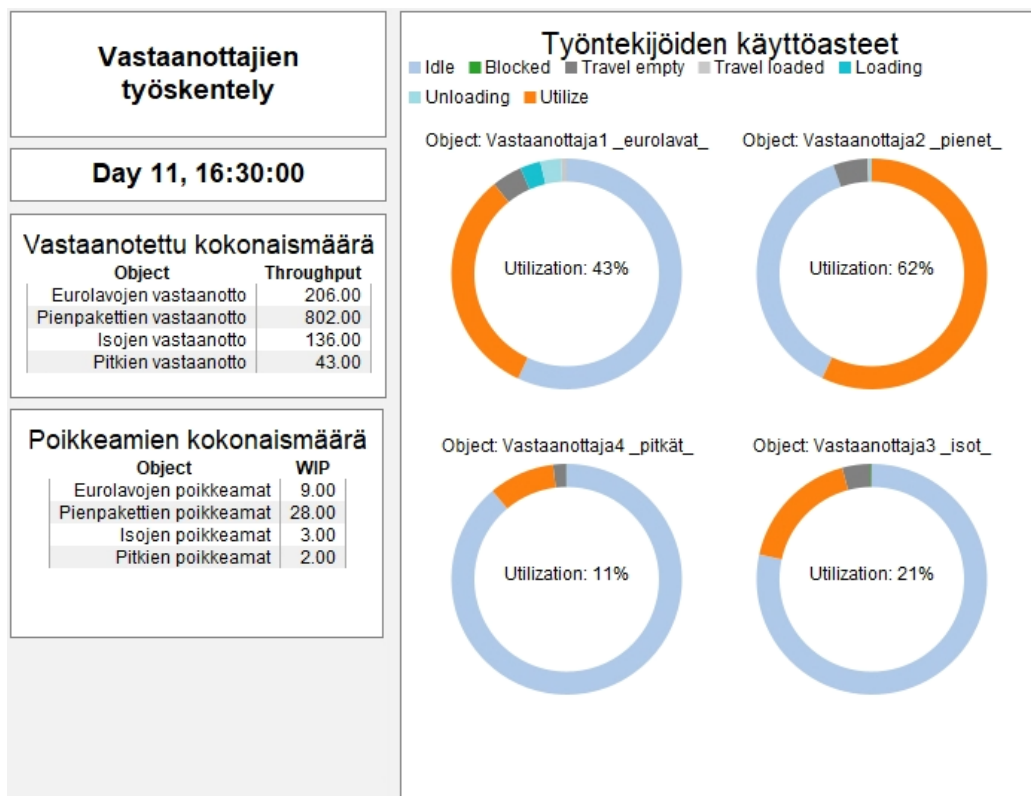 Vastaanottajien
työskentely
Day 11, 16:30:00
Vastaanotettu kokonaismäärä
Object Throughput
Eurolavojen vastaanotto 206.00
Pienpakettien vastaanotto 802.00
Isojen vastaanotto 136.00
Pitkien vastaanotto 43.00
Poikkeamien kokonaismäärä
Object WIP
Eurolavojen poikkeamat 9.00
Pienpakettien poikkeamat 28.00
Isojen poikkeamat 3.00
Pitkien poikkeamat 2.00
Työntekijöiden käyttöasteet
Idle Blocked Travel empty Travel loaded Loading
Unloading Utilize
Object: Vastaanottaja1 _eurolavat_
Utilization: 43%
Object: Vastaanottaja2 _pienet_
Utilization: 62%
Object: Vastaanottaja4 _pitkät_
Utilization: 11%
Object: Vastaanottaja3 _isot_
Utilization: 21%